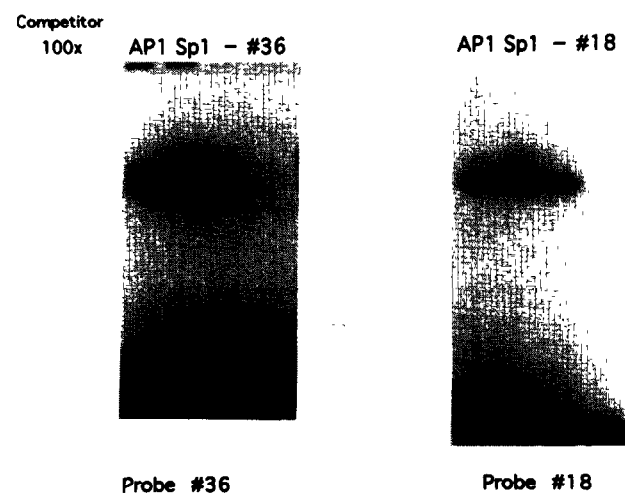 Competitor
100x AP1 Sp1 – #36 AP1 Sp1 – #18
Probe #36 Probe #18